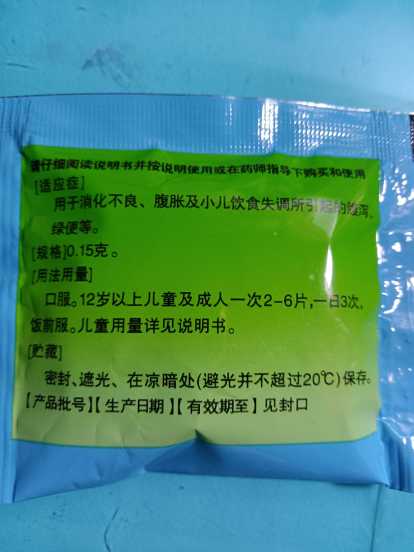 请仔细阅读说明书并按说明使用或在药师指导下购买和使用
[适应症]
用于消化不良、腹胀及小儿饮食失调所引起的腹泻、
绿便等。
[规格]0.15克。
[用法用量]
口服。12岁以上儿童及成人一次2-6片,一日3次,
饭前服。儿童用量详见说明书。
[贮藏]
密封、遮光、在凉暗处(避光并不超过20℃)保存。
【产品批号】【生产日期】【有效期至】见封口